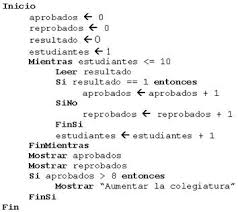 Inicio
aprobados ← 0
reprobados ← 0
resultado ← 0
estudiantes ← 1
Mientras estudiantes <= 10
Leer resultado
Si resultado == 1 entonces
aprobados ← aprobados + 1
SiNo
reprobados ← reprobados + 1
FinSi
estudiantes ← estudiantes + 1
FinMientras
Mostrar aprobados
Mostrar reprobados
Si aprobados > 8 entonces
Mostrar "Aumentar la colegiatura"
FinSi
Fin